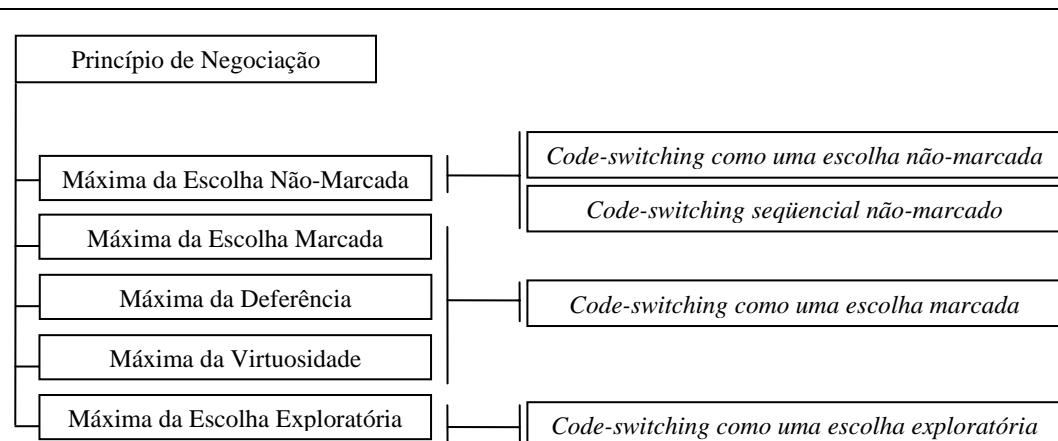 Princípio de Negociação
Máxima da Escolha Não-Marcada
Code-switching como uma escolha não-marcada
Code-switching seqüencial não-marcado
Máxima da Escolha Marcada
Máxima da Deferência
Code-switching como uma escolha marcada
Máxima da Virtuosidade
Máxima da Escolha Exploratória
Code-switching como uma escolha exploratória